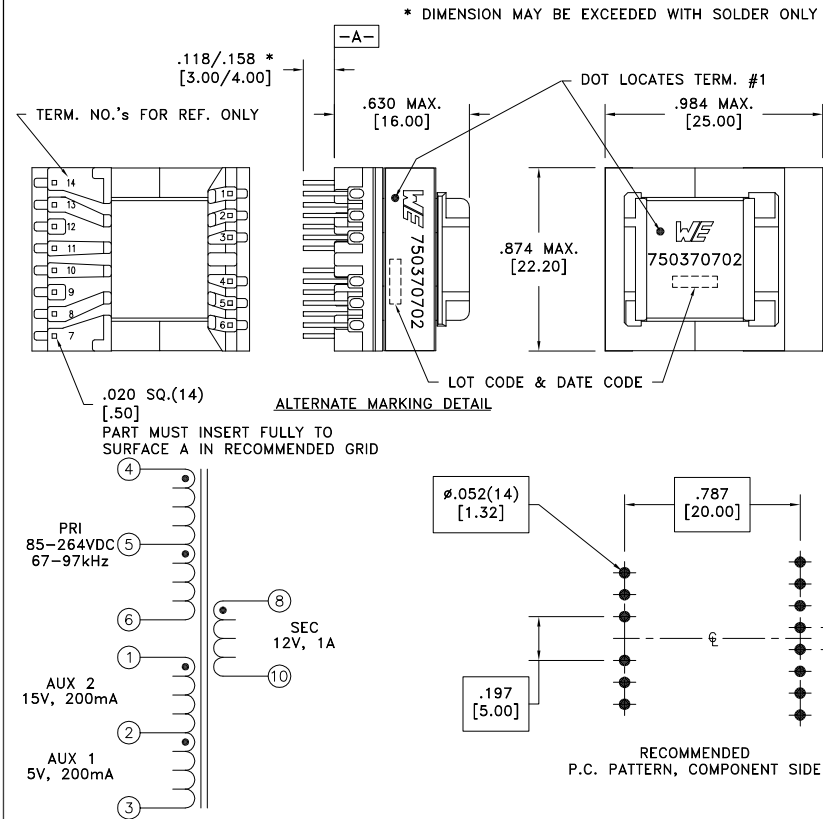 * DIMENSION MAY BE EXCEEDED WITH SOLDER ONLY
-A-
.118/.158 *
[3.00/4.00]
DOT LOCATES TERM. #1
.630 MAX.
[16.00]
.984 MAX.
[25.00]
TERM. NO.'s FOR REF. ONLY
14
13
12
11
10
9
8
7
1
2
3
4
5
6
WE 750370702
.874 MAX.
[22.20]
WE
750370702
LOT CODE & DATE CODE
.020 SQ.(14)
[.50]
ALTERNATE MARKING DETAIL
PART MUST INSERT FULLY TO
SURFACE A IN RECOMMENDED GRID
4
PRI
85-264VDC
67-97kHz
5
6
1
AUX 2
15V, 200mA
2
AUX 1
5V, 200mA
3
8
SEC
12V, 1A
10
ø.052(14)
[1.32]
.787
[20.00]
℄
.197
[5.00]
RECOMMENDED
P.C. PATTERN, COMPONENT SIDE